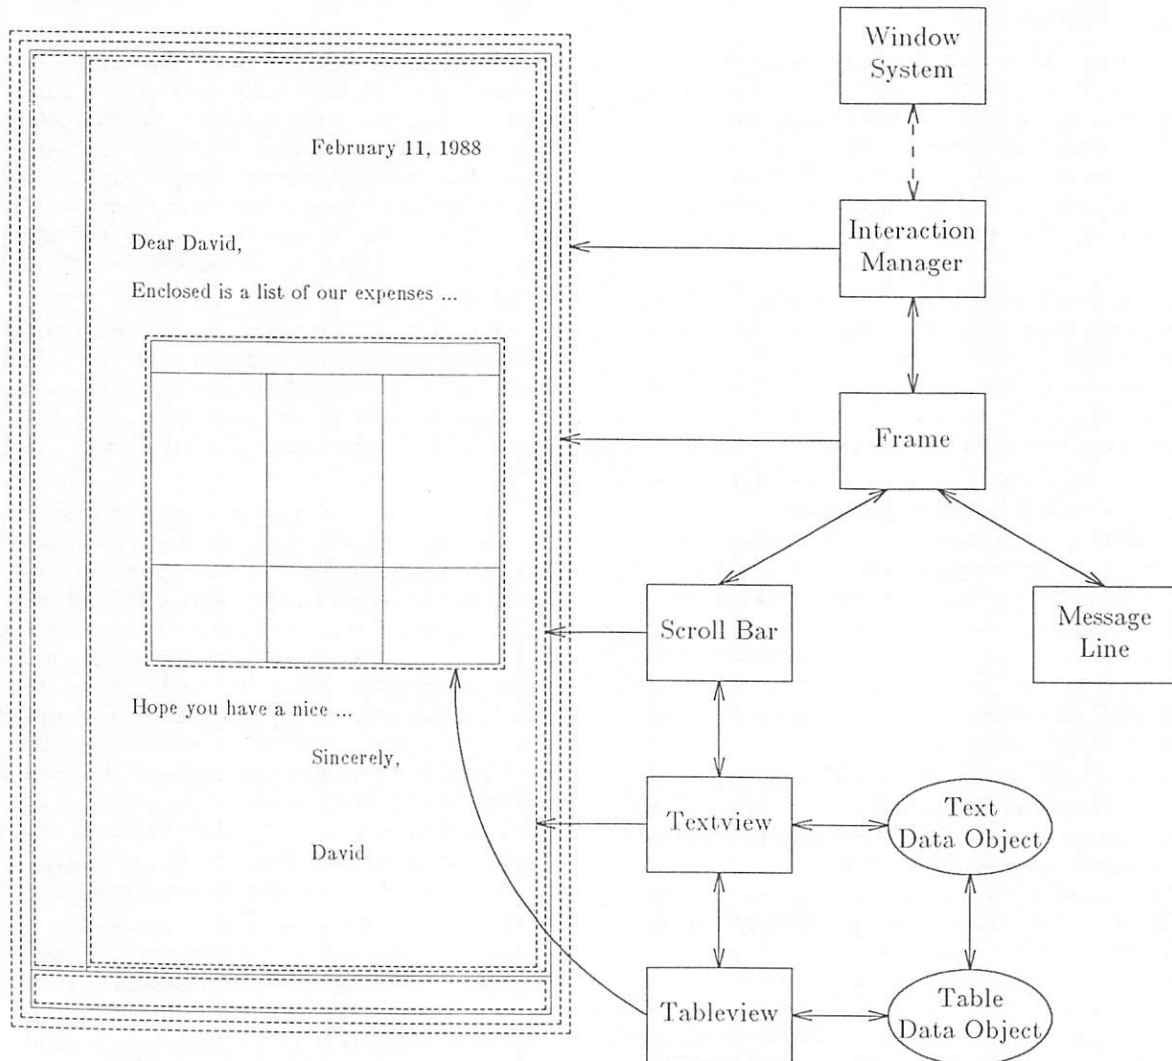 February 11, 1988
Dear David,
Enclosed is a list of our expenses ...
Hope you have a nice ...
Sincerely,
David
Window
System
Interaction
Manager
Frame
Scroll Bar
Message
Line
Textview
Text
Data Object
Tableview
Table
Data Object